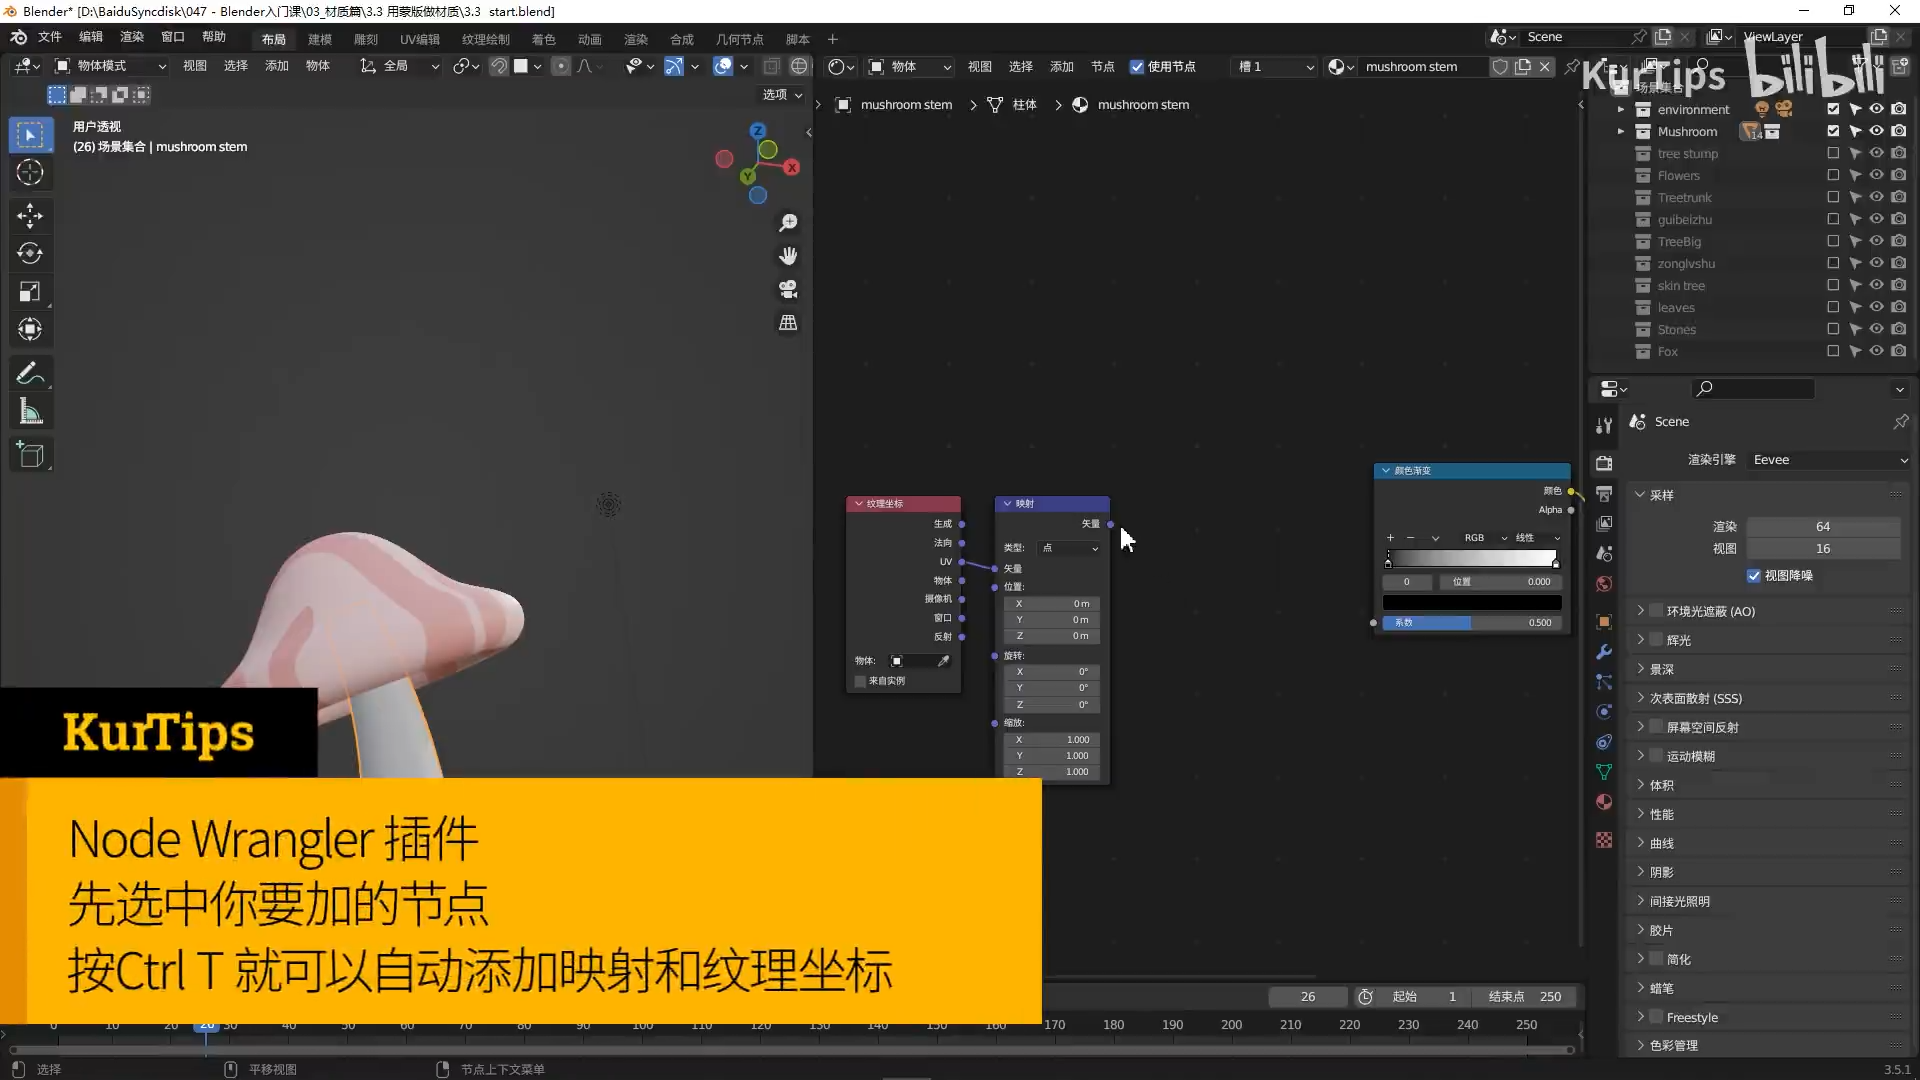 Blender* [D:\BaiduSyncdisk\047 - Blender入门课\03_材质篇\3.3 用蒙版做材质\3.3 start.blend]
文件 编辑 渲染 窗口 帮助 布局 建模 雕刻 UV编辑 纹理绘制 着色 动画 渲染 合成 几何节点 脚本 + Scene ViewLayer
物体模式 视图 选择 添加 物体 全局
选项
用户透视
(26) 场景集合 | mushroom stem
Z
X
Y
物体 视图 选择 添加 节点 使用节点 槽 1 mushroom stem
mushroom stem > 柱体 > mushroom stem
KurTips bilibili
场景集合
environment
Mushroom 14
tree stump
Flowers
Treetrunk
guibeizhu
TreeBig
zonglvshu
skin tree
leaves
Stones
Fox
纹理坐标
生成
法向
UV
物体
摄像机
窗口
反射
物体:
来自实例
映射
矢量
类型: 点
矢量
位置:
X 0 m
Y 0 m
Z 0 m
旋转:
X 0°
Y 0°
Z 0°
缩放:
X 1.000
Y 1.000
Z 1.000
颜色渐变
颜色
Alpha
+ − RGB 线性
0 位置 0.000
系数 0.500
Scene
渲染引擎 Eevee
采样
渲染 64
视图 16
视图降噪
环境光遮蔽 (AO)
辉光
景深
次表面散射 (SSS)
屏幕空间反射
运动模糊
体积
性能
曲线
阴影
间接光照明
胶片
简化
蜡笔
Freestyle
色彩管理
KurTips
Node Wrangler 插件
先选中你要加的节点
按Ctrl T 就可以自动添加映射和纹理坐标
26 起始 1 结束点 250
0 10 20 26 30 40 50 60 70 80 90 100 110 120 130 140 150 160 170 180 190 200 210 220 230 240 250
选择 平移视图 节点上下文菜单 3.5.1